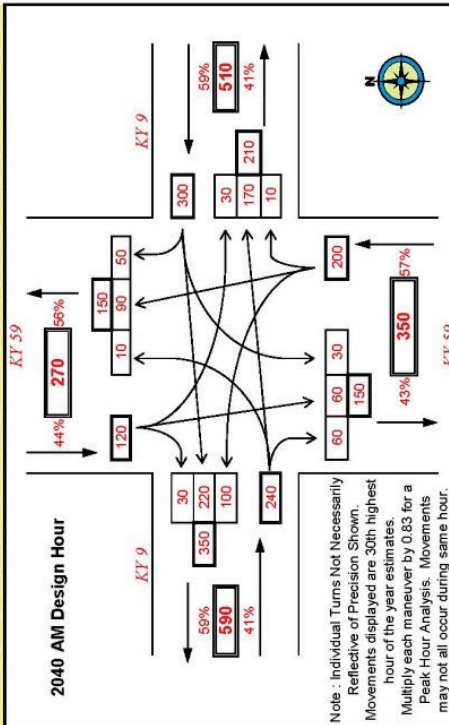 2040 AM Design Hour
KY 59
44%
270
56%
120
150
10
90
50
KY 9
59%
590
41%
350
30
220
100
240
KY 9
300
59%
510
41%
30
170
10
210
60
60
30
150
200
43%
350
57%
KY 59
N
Note : Individual Turns Not Necessarily
Reflective of Precision Shown.
Movements displayed are 30th highest
hour of the year estimates.
Multiply each maneuver by 0.83 for a
Peak Hour Analysis. Movements
may not all occur during same hour.